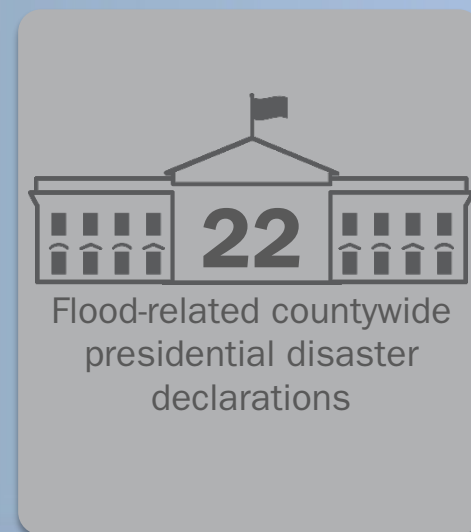 22
Flood-related countywide
presidential disaster
declarations